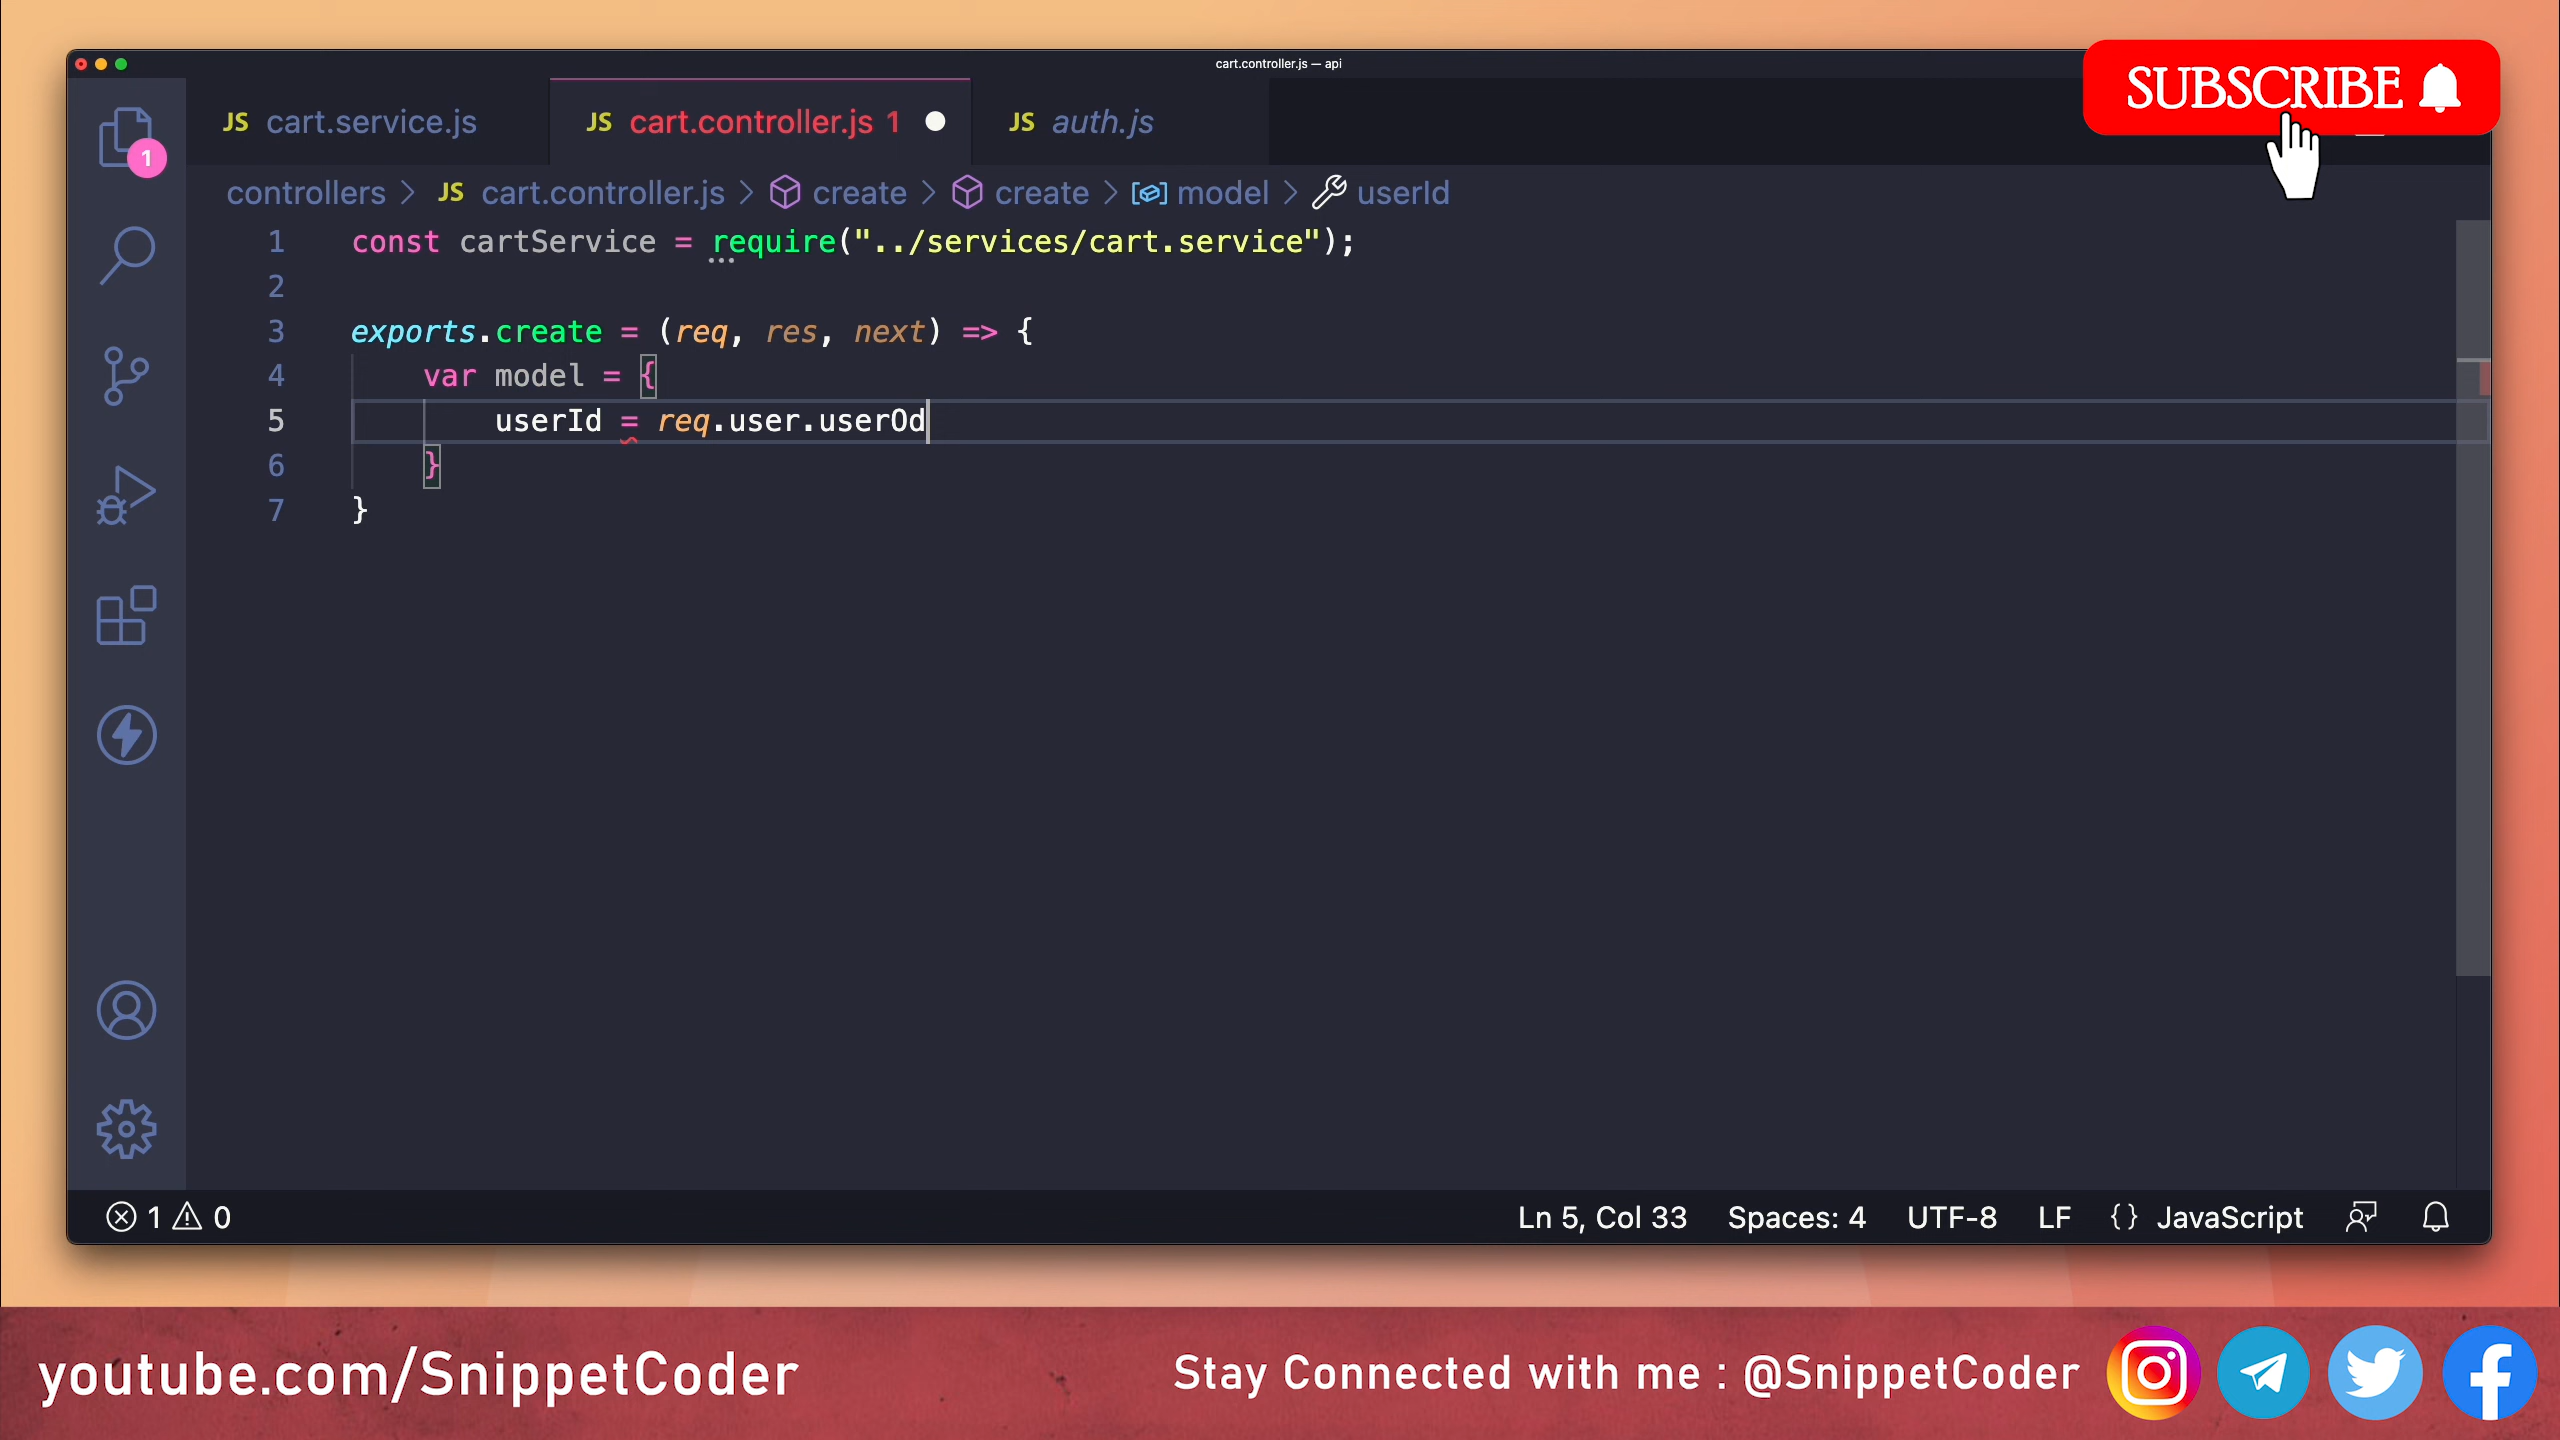 cart.controller.js — api
SUBSCRIBE
JS cart.service.js JS cart.controller.js 1 JS auth.js
1
controllers > JS cart.controller.js > create > create > model > userId
1 const cartService = require("../services/cart.service");
2
3 exports.create = (req, res, next) => {
4 var model = {
5 userId = req.user.userOd
6 }
7 }
1 0 Ln 5, Col 33 Spaces: 4 UTF-8 LF {} JavaScript
youtube.com/SnippetCoder Stay Connected with me : @SnippetCoder